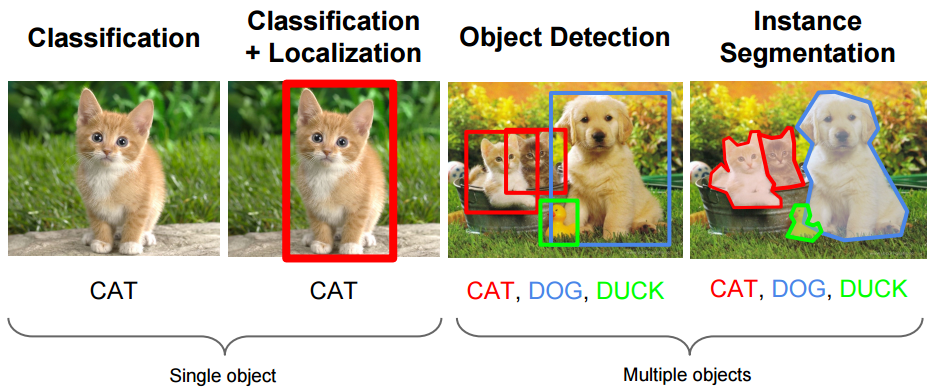 Classification
Classification
+ Localization
Object Detection
Instance
Segmentation
CAT
CAT
CAT, DOG, DUCK
CAT, DOG, DUCK
Single object
Multiple objects